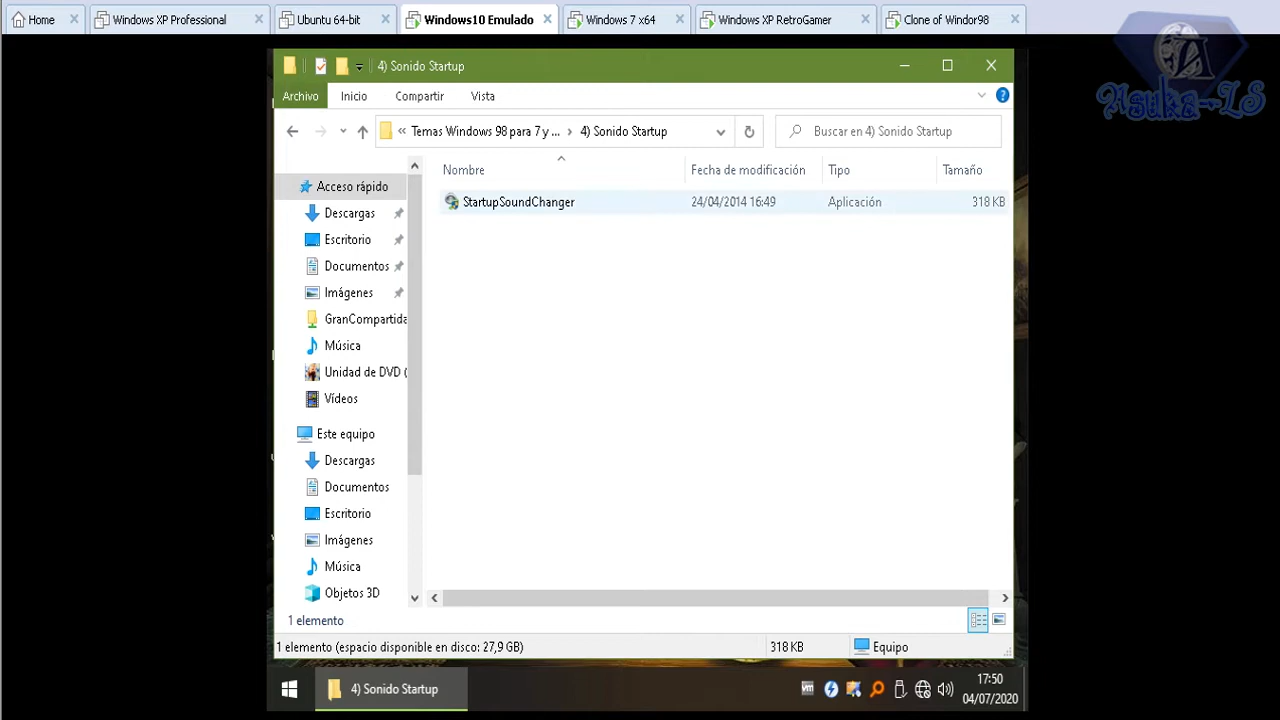 Home
Windows XP Professional
Ubuntu 64-bit
Windows10 Emulado
Windows 7 x64
Windows XP RetroGamer
Clone of Windor98
Asuka-LS
4) Sonido Startup
Archivo
Inicio
Compartir
Vista
« Temas Windows 98 para 7 y ... > 4) Sonido Startup
Buscar en 4) Sonido Startup
Nombre
Fecha de modificación
Tipo
Tamaño
StartupSoundChanger
24/04/2014 16:49
Aplicación
318 KB
Acceso rápido
Descargas
Escritorio
Documentos
Imágenes
GranCompartida
Música
Unidad de DVD (
Vídeos
Este equipo
Descargas
Documentos
Escritorio
Imágenes
Música
Objetos 3D
1 elemento
1 elemento (espacio disponible en disco: 27,9 GB)
318 KB
Equipo
4) Sonido Startup
vm
17:50
04/07/2020